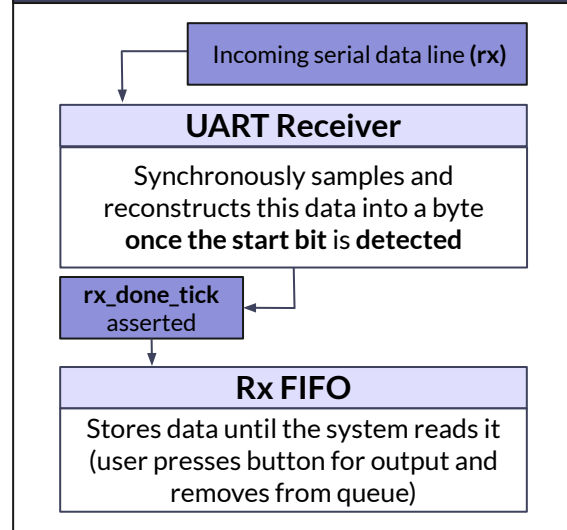 Incoming serial data line (rx)
UART Receiver
Synchronously samples and
reconstructs this data into a byte
once the start bit is detected
rx_done_tick
asserted
Rx FIFO
Stores data until the system reads it
(user presses button for output and
removes from queue)